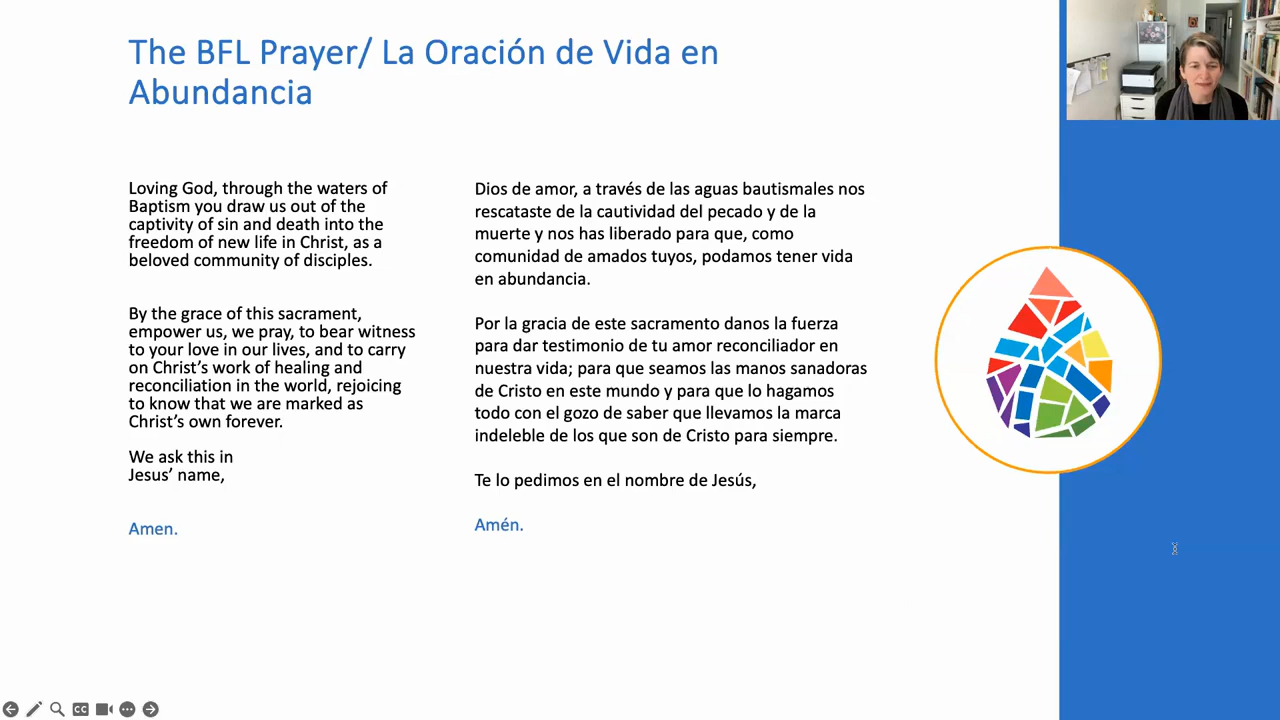 The BFL Prayer/ La Oración de Vida en
Abundancia
Loving God, through the waters of
Baptism you draw us out of the
captivity of sin and death into the
freedom of new life in Christ, as a
beloved community of disciples.
By the grace of this sacrament,
empower us, we pray, to bear witness
to your love in our lives, and to carry
on Christ’s work of healing and
reconciliation in the world, rejoicing
to know that we are marked as
Christ’s own forever.
We ask this in
Jesus’ name,
Amen.
Dios de amor, a través de las aguas bautismales nos
rescataste de la cautividad del pecado y de la
muerte y nos has liberado para que, como
comunidad de amados tuyos, podamos tener vida
en abundancia.
Por la gracia de este sacramento danos la fuerza
para dar testimonio de tu amor reconciliador en
nuestra vida; para que seamos las manos sanadoras
de Cristo en este mundo y para que lo hagamos
todo con el gozo de saber que llevamos la marca
indeleble de los que son de Cristo para siempre.
Te lo pedimos en el nombre de Jesús,
Amén.
CC